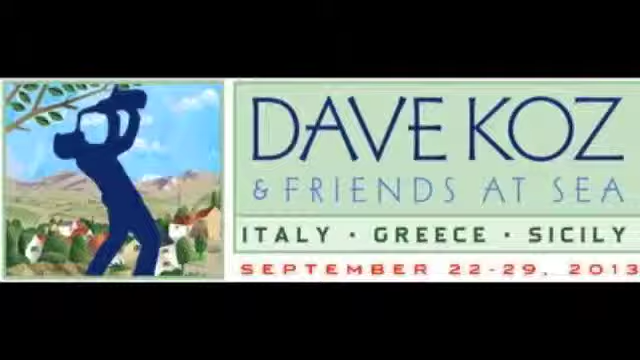 DAVE KOZ
& FRIENDS AT SEA
ITALY · GREECE · SICILY
SEPTEMBER 22-29, 2013